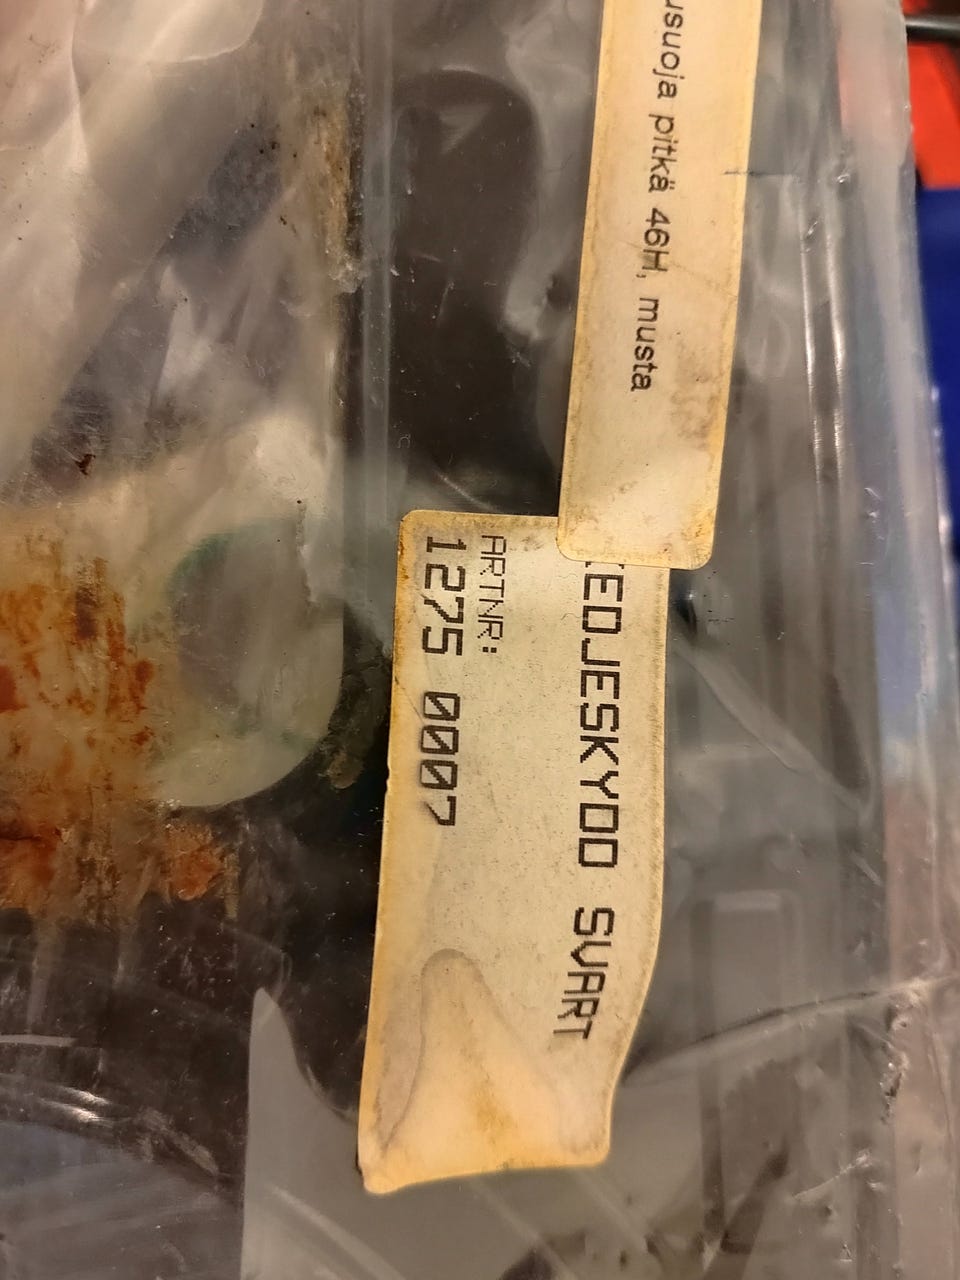 usuoja pitkä 46H, musta
EDJESKYDD SVART
ARTNR:
1275 0007